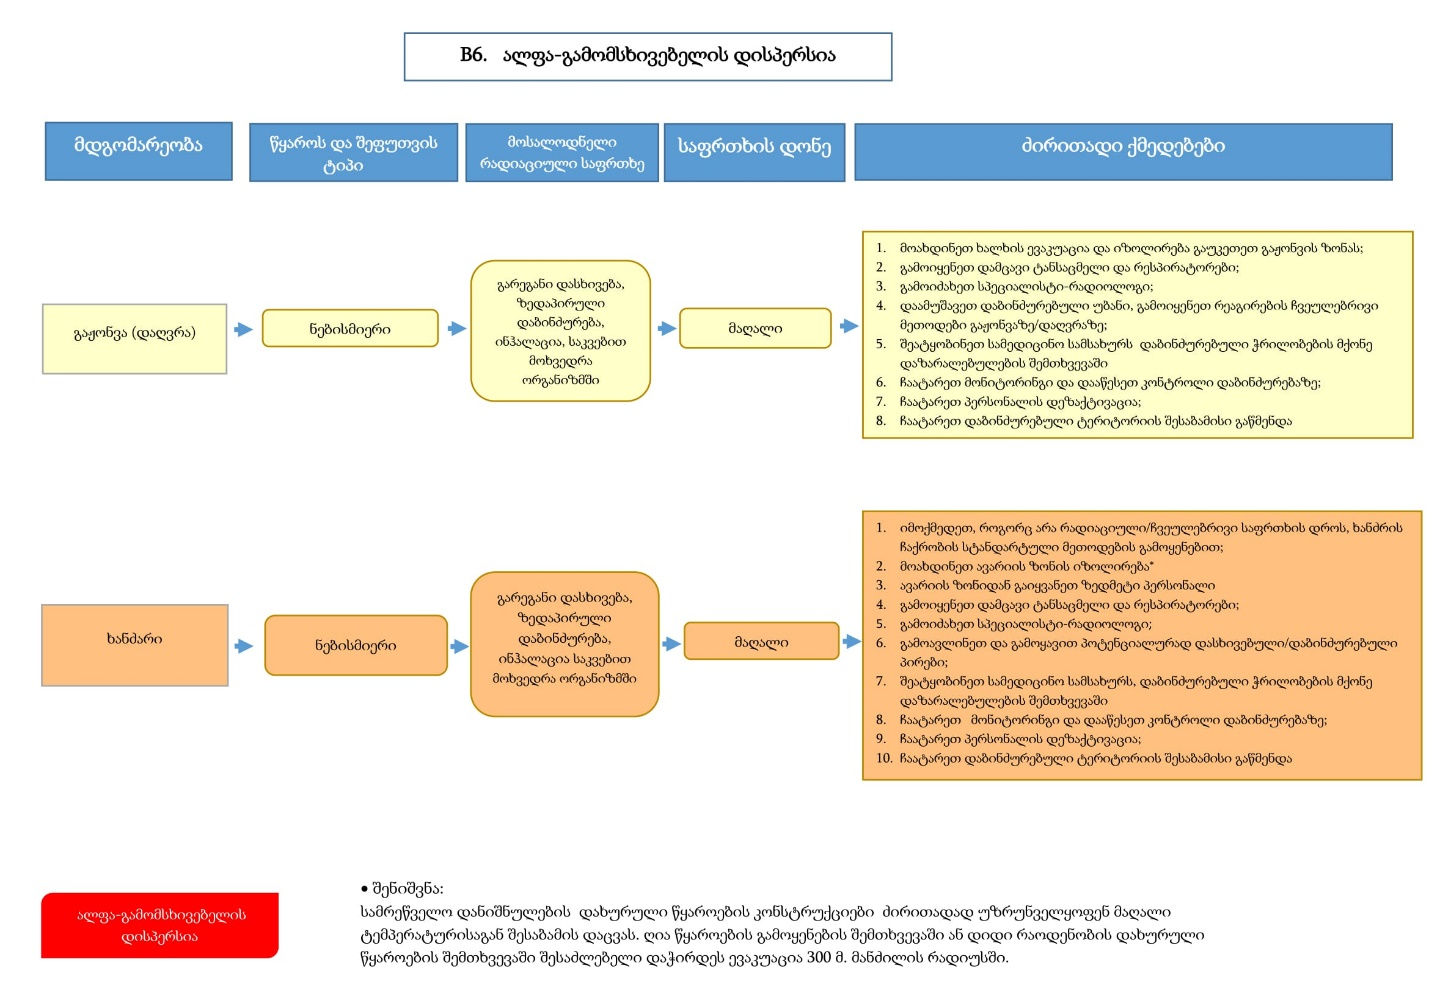 B6. ალფა-გამომსხივებელის დისპერსია
მდგომარეობა
წყაროს და შეფუთვის
ტიპი
მოსალოდნელი
რადიაციული საფრთხე
საფრთხის დონე
ძირითადი ქმედებები
გაჟონვა (დაღვრა)
ნებისმიერი
გარეგანი დასხივება,
ზედაპირული
დაბინძურება,
ინჰალაცია, საკვებით
მოხვედრა
ორგანიზმში
მაღალი
1. მოახდინეთ ხალხის ევაკუაცია და იზოლირება გაუკეთეთ გაჟონვის ზონას;
2. გამოიყენეთ დამცავი ტანსაცმელი და რესპირატორები;
3. გამოიძახეთ სპეციალისტი-რადიოლოგი;
4. დაამუშავეთ დაბინძურებული უბანი, გამოიყენეთ რეაგირების ჩვეულებრივი
მეთოდები გაჟონვაზე/დაღვრაზე;
5. შეატყობინეთ სამედიცინო სამსახურს დაბინძურებული ჭრილობების მქონე
დაზარალებულების შემთხვევაში
6. ჩაატარეთ მონიტორინგი და დააწესეთ კონტროლი დაბინძურებაზე;
7. ჩაატარეთ პერსონალის დეზაქტივაცია;
8. ჩაატარეთ დაბინძურებული ტერიტორიის შესაბამისი გაწმენდა
ხანძარი
ნებისმიერი
გარეგანი დასხივება,
ზედაპირული
დაბინძურება,
ინჰალაცია საკვებით
მოხვედრა ორგანიზმში
მაღალი
1. იმოქმედეთ, როგორც არა რადიაციული/ჩვეულებრივი საფრთხის დროს, ხანძრის
ჩაქრობის სტანდარტული მეთოდების გამოყენებით;
2. მოახდინეთ ავარიის ზონის იზოლირება*
3. ავარიის ზონიდან გაიყვანეთ ზედმეტი პერსონალი
4. გამოიყენეთ დამცავი ტანსაცმელი და რესპირატორები;
5. გამოიძახეთ სპეციალისტი-რადიოლოგი;
6. გამოავლინეთ და გამოყავით პოტენციალურად დასხივებული/დაბინძურებული
პირები;
7. შეატყობინეთ სამედიცინო სამსახურს, დაბინძურებული ჭრილობების მქონე
დაზარალებულების შემთხვევაში
8. ჩაატარეთ მონიტორინგი და დააწესეთ კონტროლი დაბინძურებაზე;
9. ჩაატარეთ პერსონალის დეზაქტივაცია;
10. ჩაატარეთ დაბინძურებული ტერიტორიის შესაბამისი გაწმენდა
ალფა-გამომსხივებელის
დისპერსია
• შენიშვნა:
სამრეწველო დანიშნულების დახურული წყაროების კონსტრუქციები ძირითადად უზრუნველყოფენ მაღალი
ტემპერატურისაგან შესაბამის დაცვას. ღია წყაროების გამოყენების შემთხვევაში ან დიდი რაოდენობის დახურული
წყაროების შემთხვევაში შესაძლებელი დაჭირდეს ევაკუაცია 300 მ. მანძილის რადიუსში.